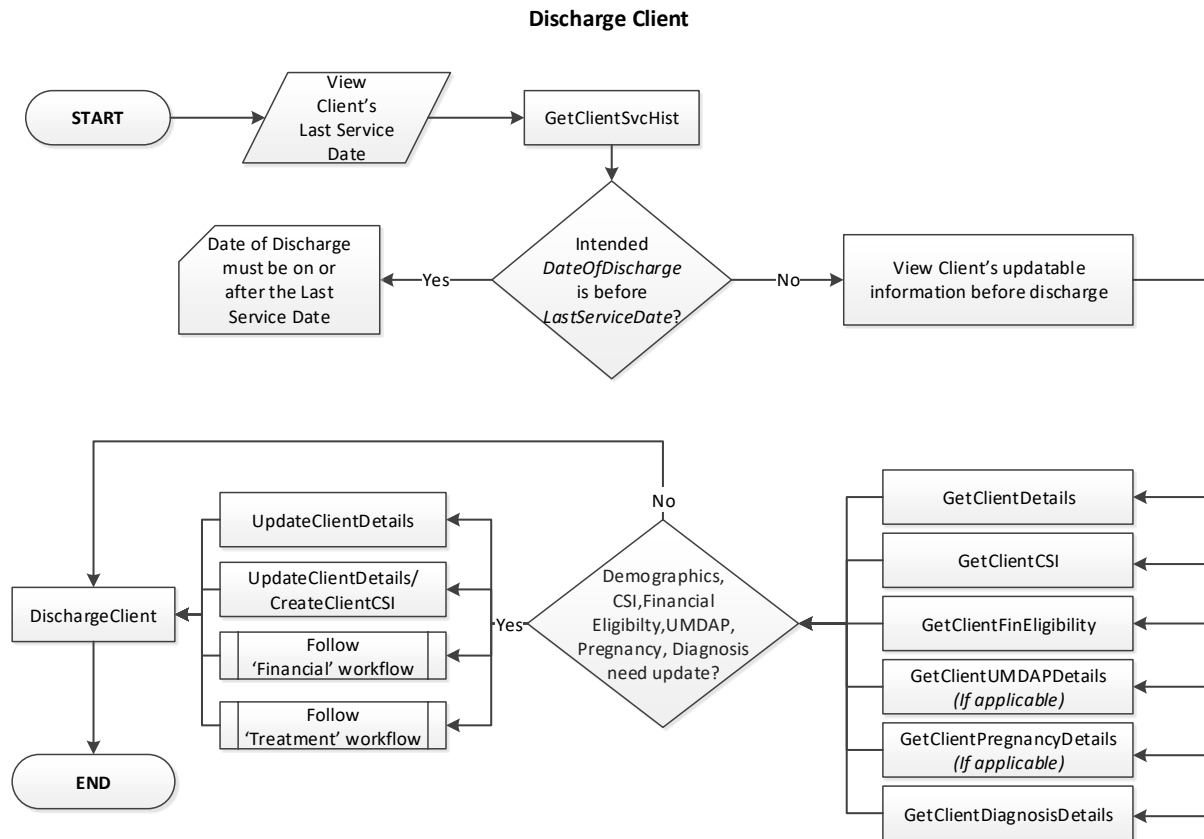 Discharge Client
START
View
Client’s
Last Service
Date
GetClientSvcHist
Date of Discharge
must be on or
after the Last
Service Date
Yes
Intended
DateOfDischarge
is before
LastServiceDate?
No
View Client’s updatable
information before discharge
No
UpdateClientDetails
UpdateClientDetails/
CreateClientCSI
Follow
‘Financial’ workflow
Follow
‘Treatment’ workflow
DischargeClient
END
Yes
Demographics,
CSI,Financial
Eligibilty,UMDAP,
Pregnancy, Diagnosis
need update?
GetClientDetails
GetClientCSI
GetClientFinEligibility
GetClientUMDAPDetails
(If applicable)
GetClientPregnancyDetails
(If applicable)
GetClientDiagnosisDetails